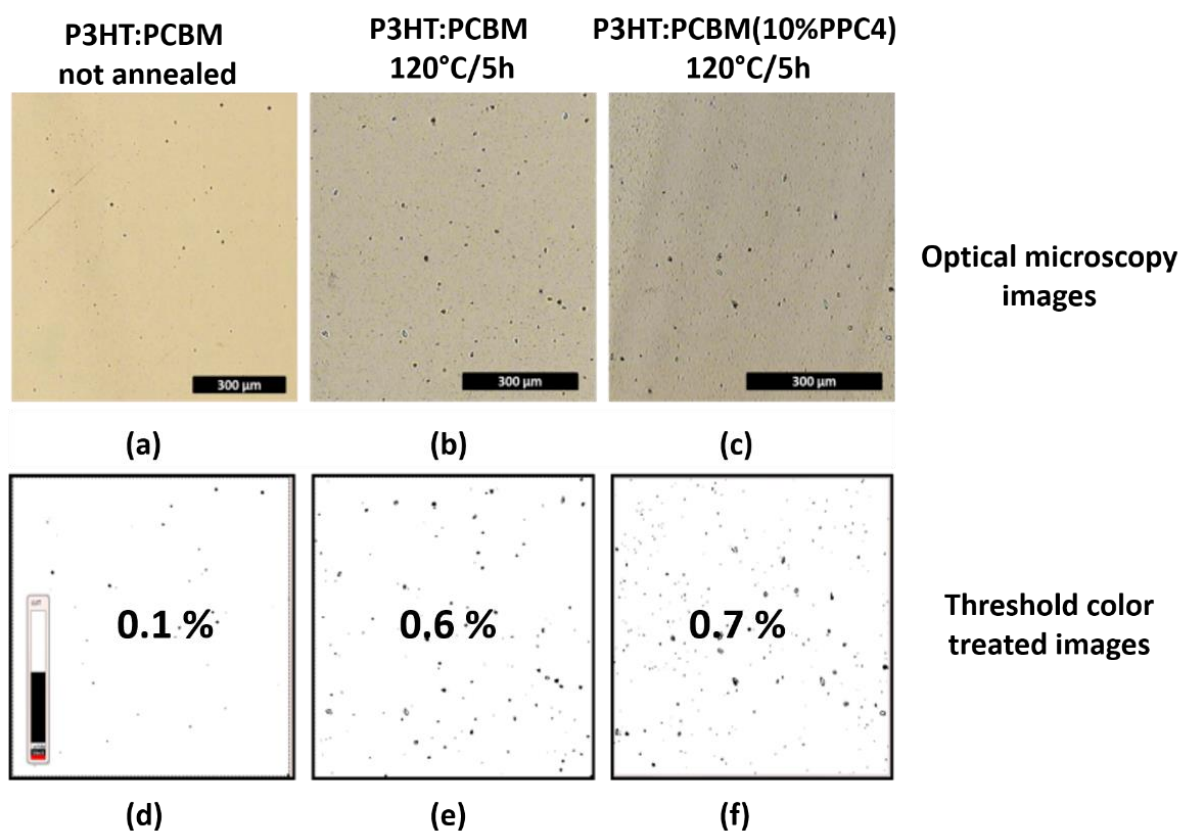 P3HT:PCBM
not annealed
P3HT:PCBM
120°C/5h
P3HT:PCBM(10%PPC4)
120°C/5h
300 µm
300 µm
300 µm
Optical microscopy
images
(a)
(b)
(c)
0.1 %
0.6 %
0.7 %
Threshold color
treated images
(d)
(e)
(f)